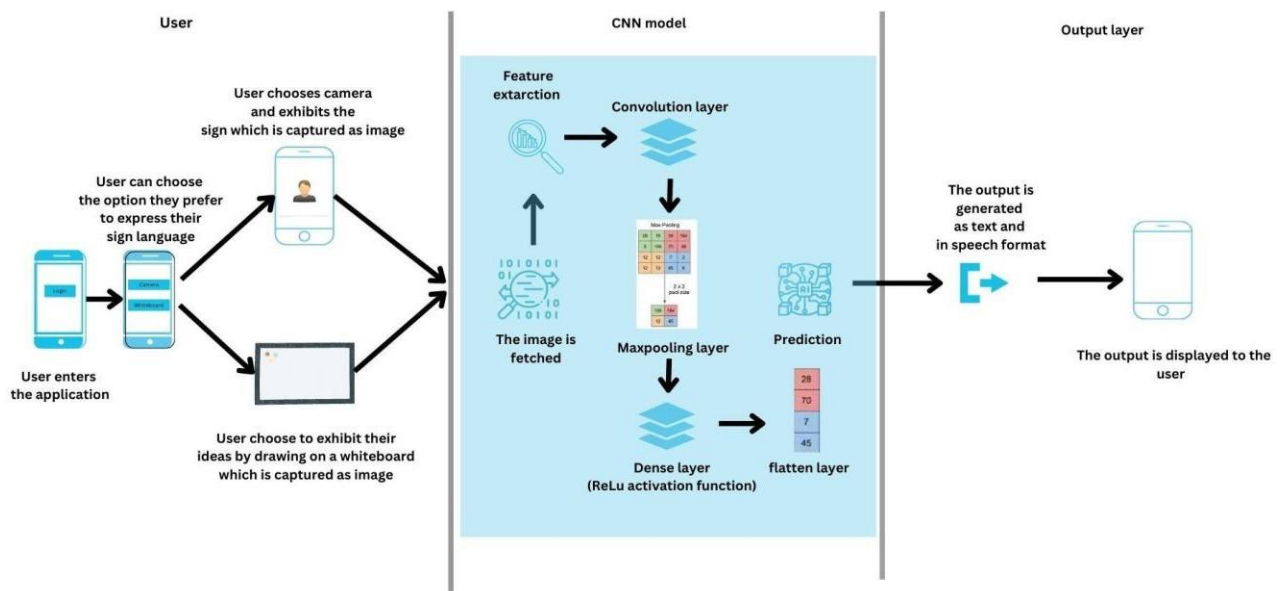 User
CNN model
Output layer
User chooses camera
and exhibits the
sign which is captured as image
User can choose
the option they prefer
to express their
sign language
Login
Camera
Whiteboard
User enters
the application
User choose to exhibit their
ideas by drawing on a whiteboard
which is captured as image
Feature
extarction
Convolution layer
The image is
fetched
Max Pooling
2 x 2
pool size
Maxpooling layer
Dense layer
(ReLu activation function)
28
70
7
45
flatten layer
AI
Prediction
The output is
generated
as text and
in speech format
The output is displayed to the
user